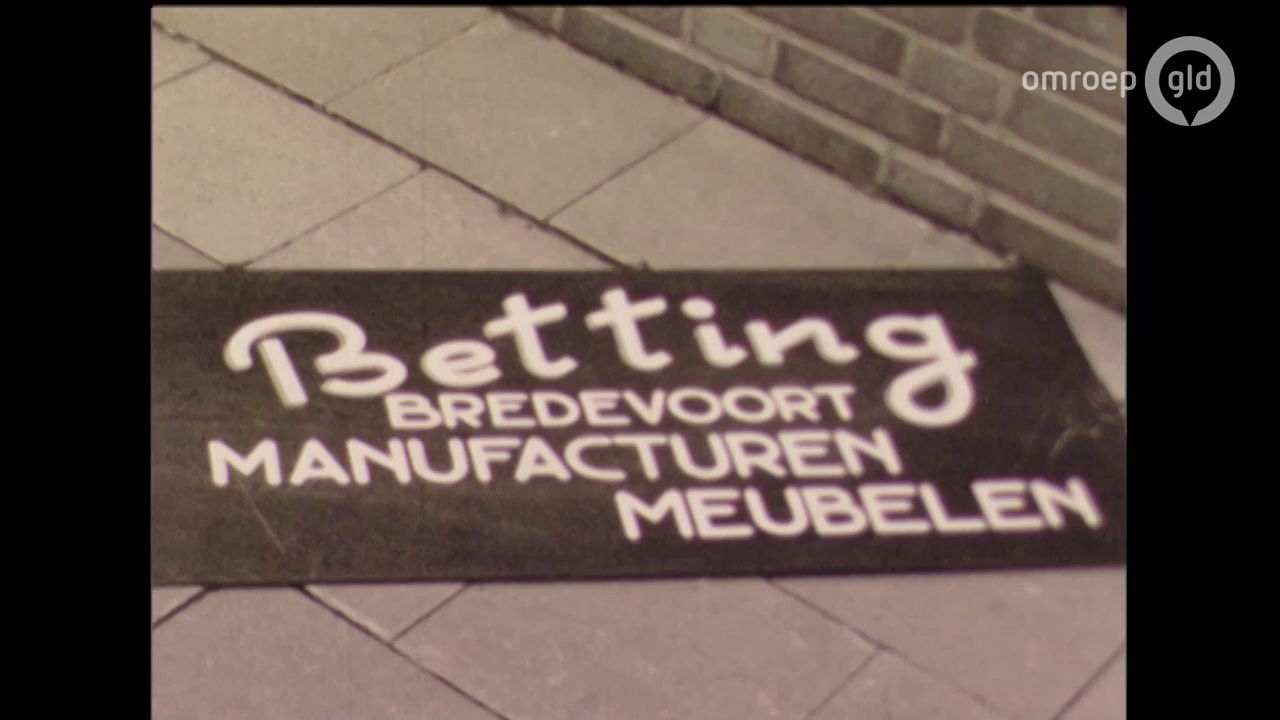 omroep gld
Betting
BREDEVOORT
MANUFACTUREN
MEUBELEN